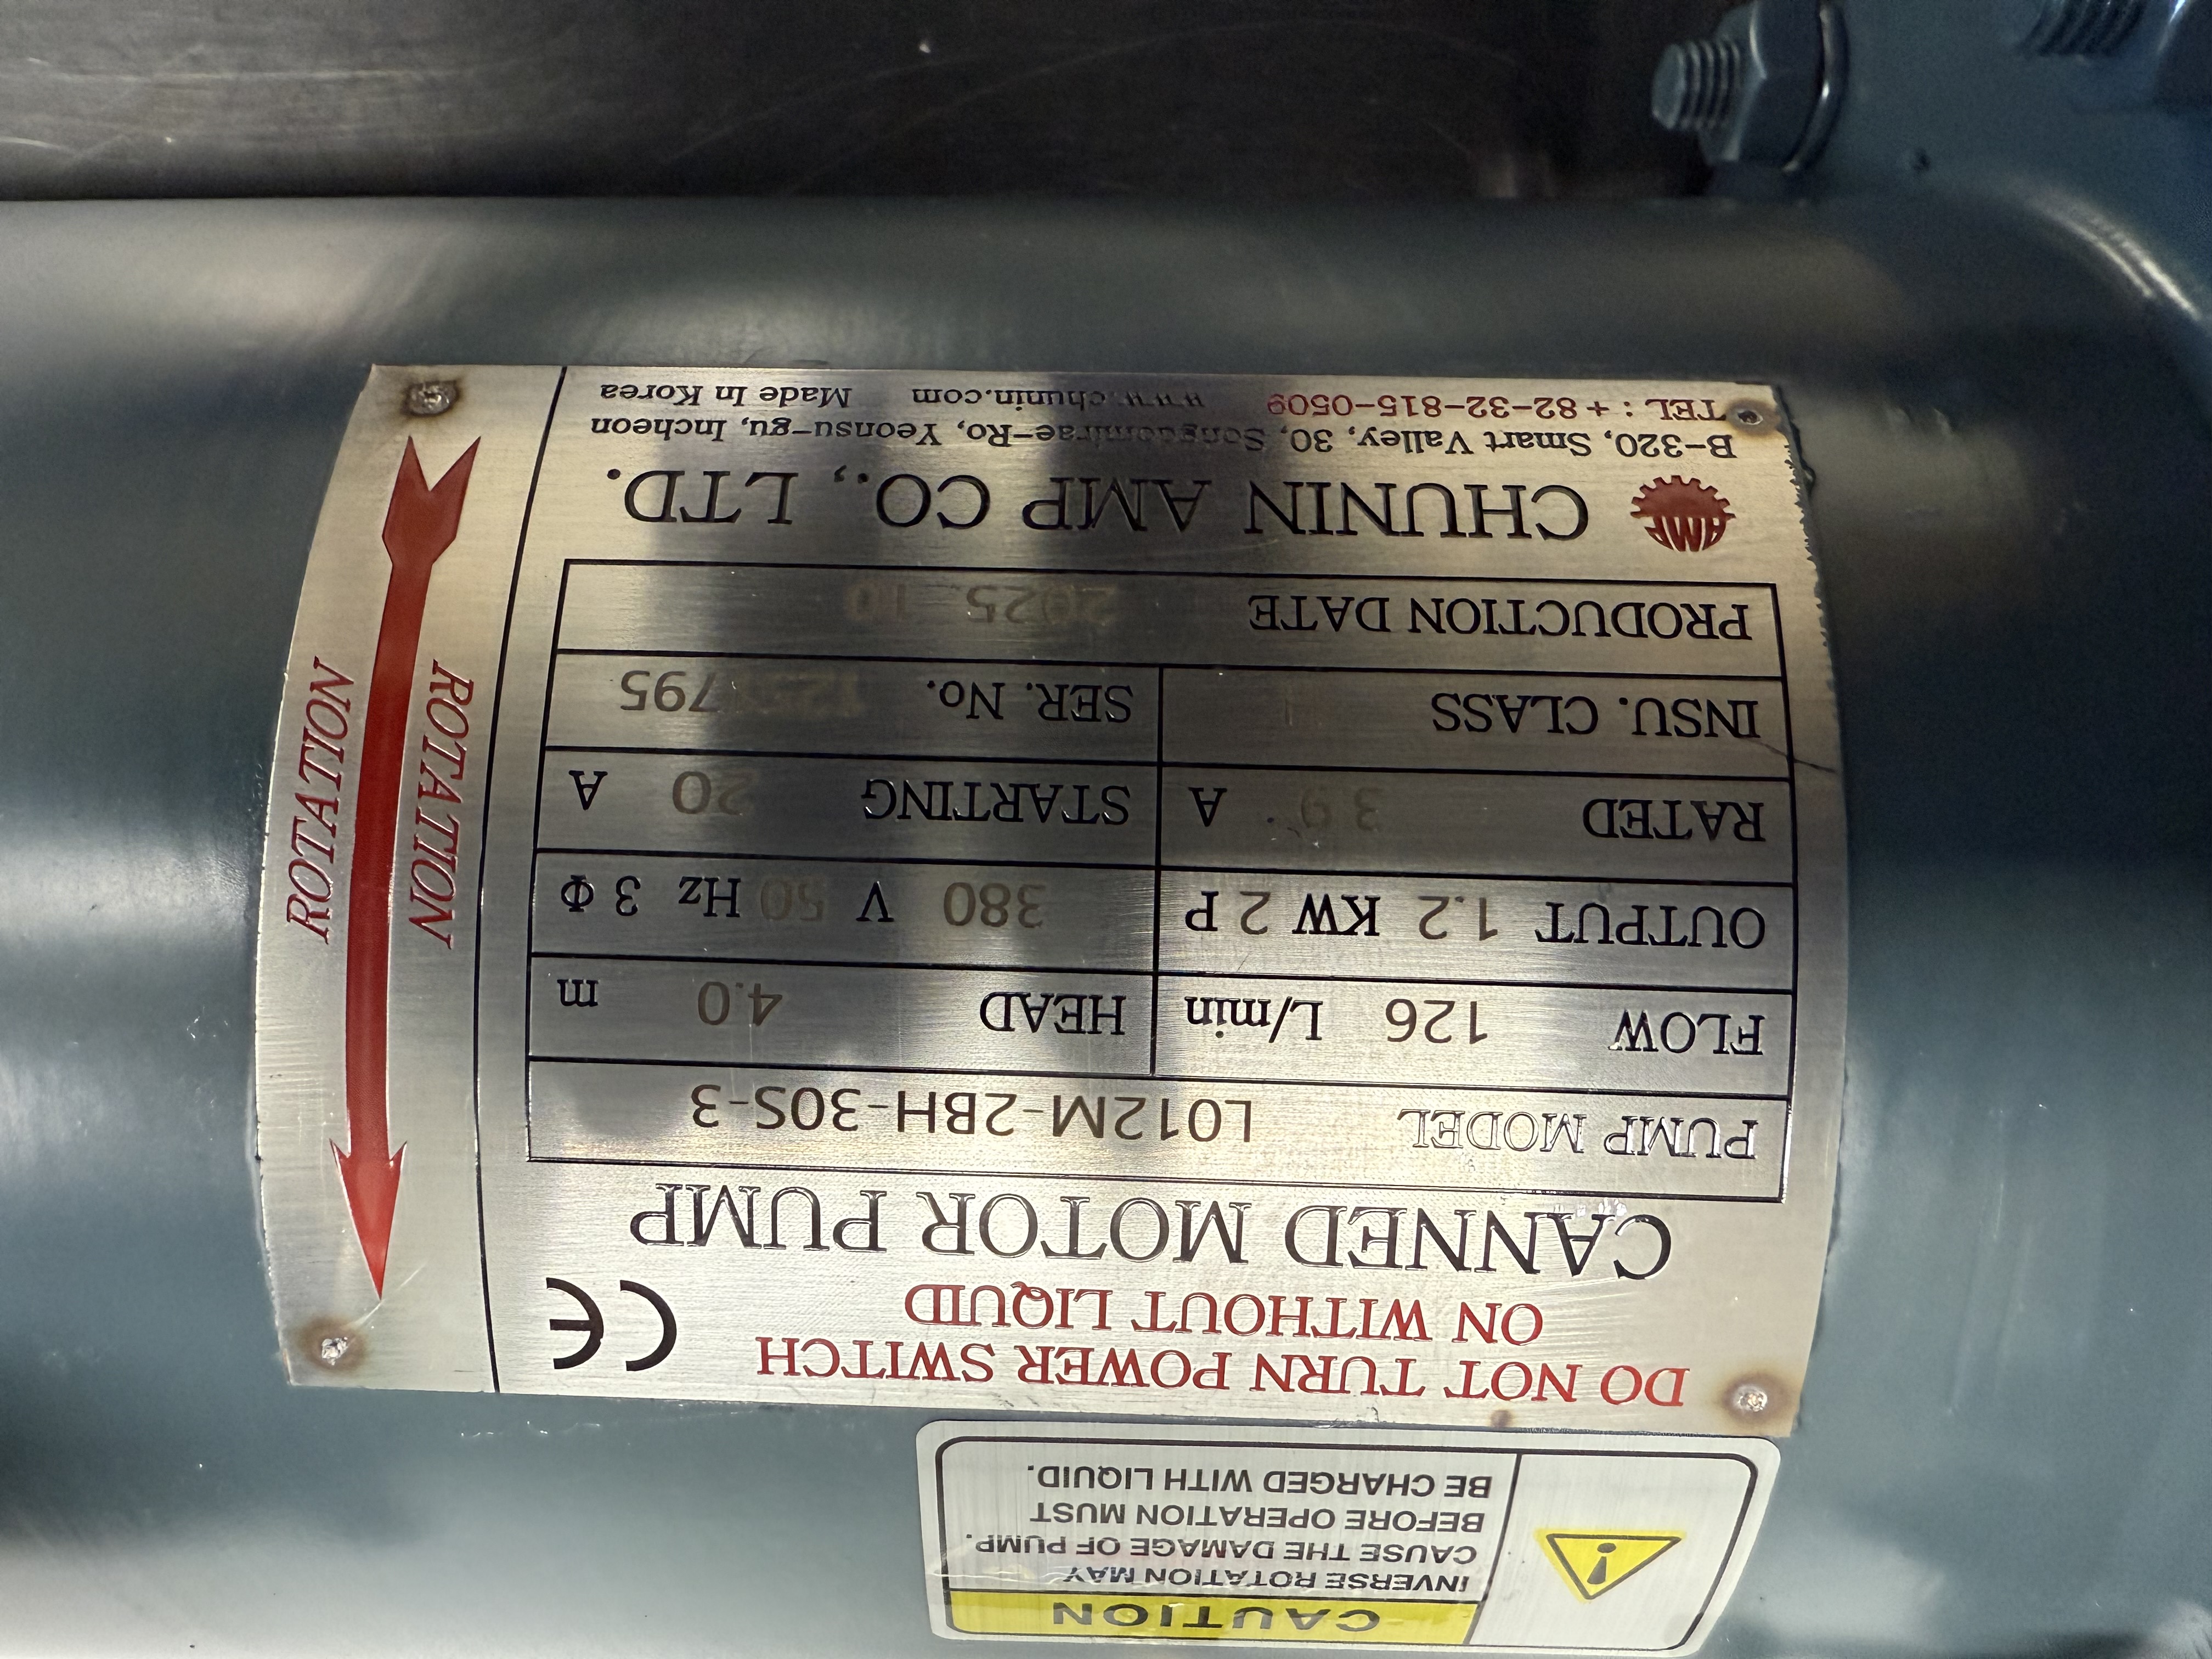 CAUTION
INVERSE ROTATION MAY
CAUSE THE DAMAGE OF PUMP.
BEFORE OPERATION MUST
BE CHARGED WITH LIQUID.
DO NOT TURN POWER SWITCH
ON WITHOUT LIQUID
CE
CANNED MOTOR PUMP
PUMP MODEL L012M-2BH-30S-3
FLOW 126 L/min HEAD 4.0 m
OUTPUT 1.2 KW 2 P 380 V 50 Hz 3 Φ
RATED 3.9 A STARTING 20 A
INSU. CLASS SER. No.
PRODUCTION DATE 2025. 10
AMP CHUNIN AMP CO., LTD.
B-320, Smart Valley, 30, Songdomirae-Ro, Yeonsu-gu, Incheon
TEL : +82-32-815-0509 www.chunin.com Made In Korea
ROTATION
ROTATION